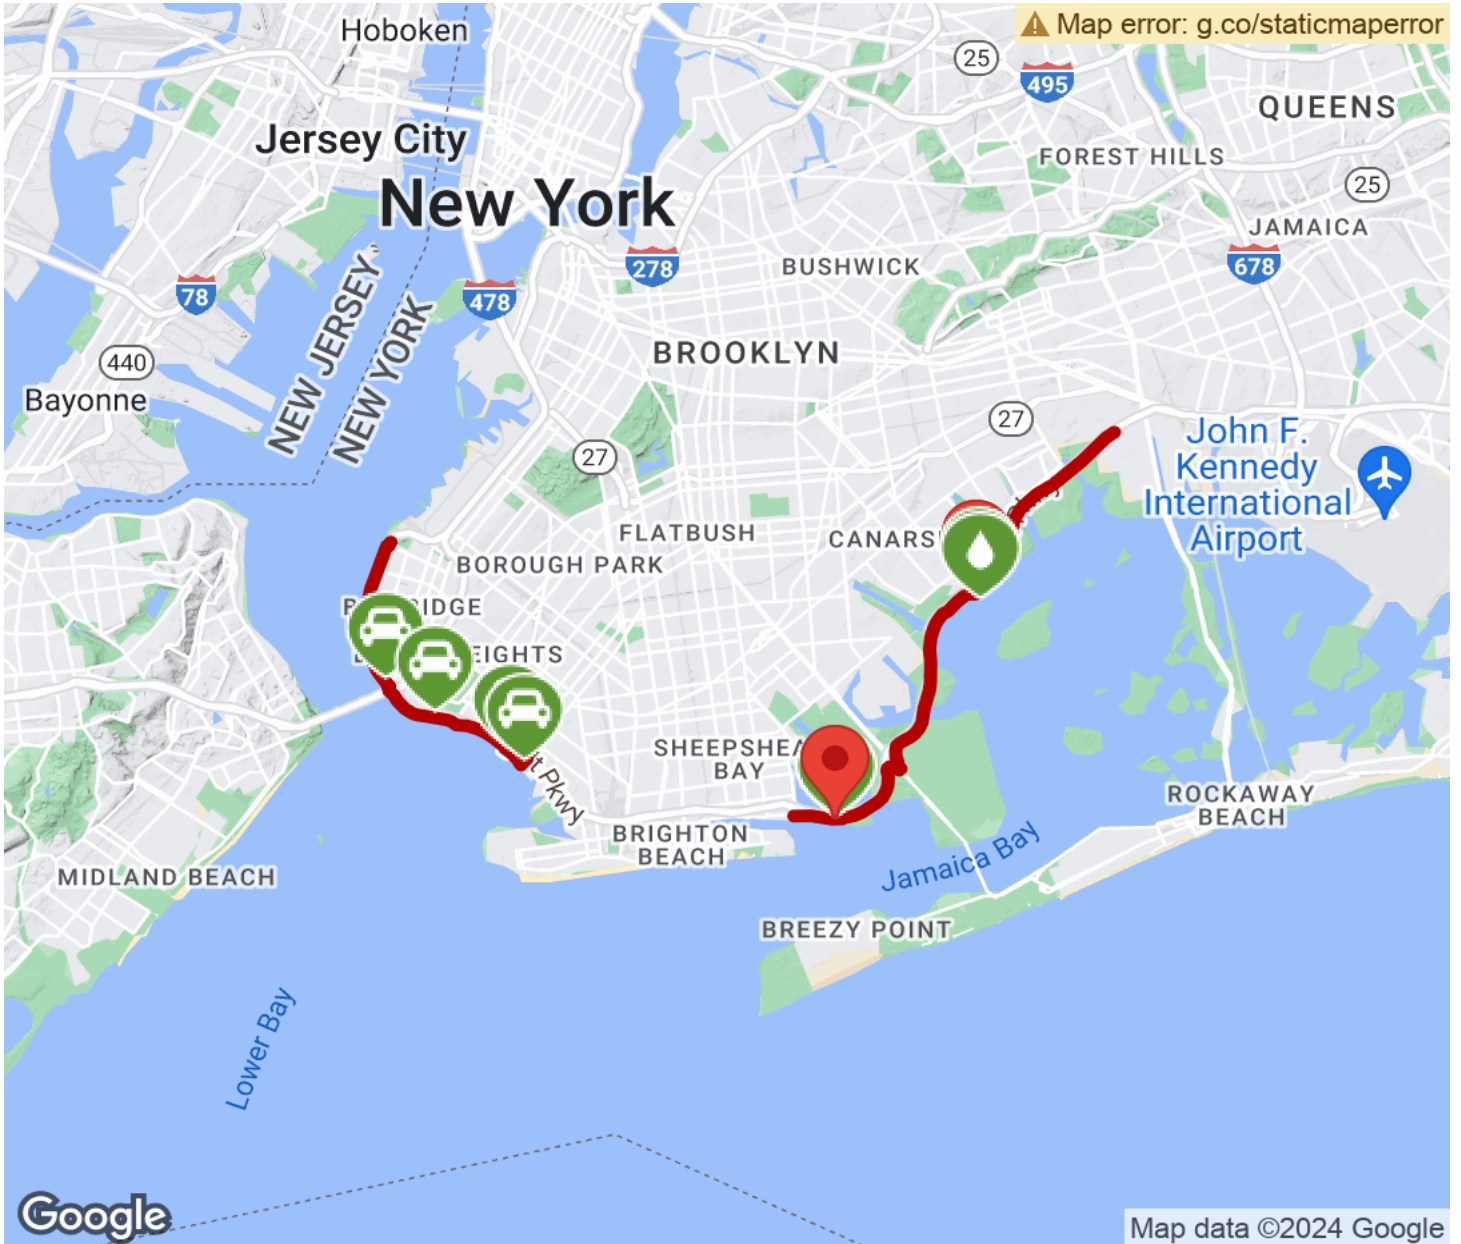 Map error: g.co/staticmaperror
Hoboken
25
495
QUEENS
Jersey City
FOREST HILLS
25
New York
JAMAICA
278
BUSHWICK
678
78
478
NEW JERSEY
NEW YORK
440
BROOKLYN
Bayonne
27
John F.
Kennedy
International
Airport
27
FLATBUSH
CANARS
BOROUGH PARK
IDGE
EIGHTS
SHEEPSHEA
BAY
t Pkwy
ROCKAWAY
BEACH
BRIGHTON
BEACH
Jamaica Bay
MIDLAND BEACH
BREEZY POINT
Lower Bay
Google
Map data ©2024 Google